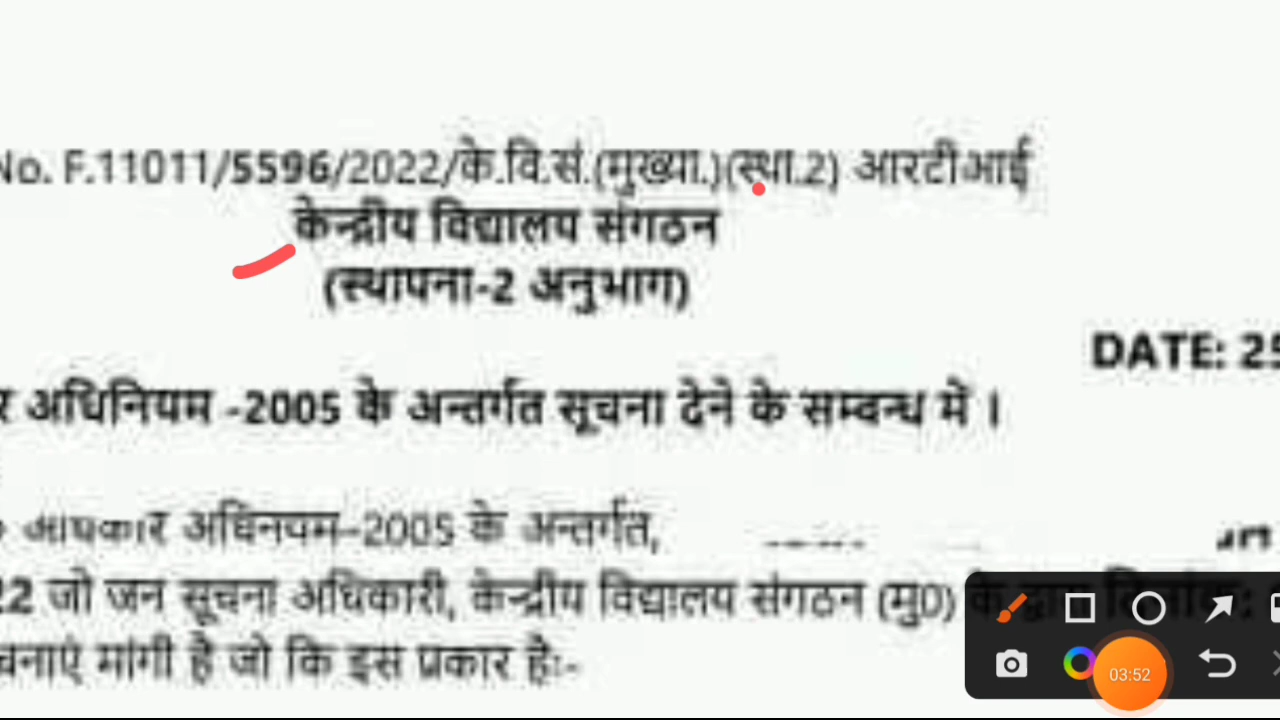 No. F.11011/5596/2022/के.वि.सं.(मुख्या.)(स्था.2) आरटीआई
केन्द्रीय विद्यालय संगठन
(स्थापना-2 अनुभाग)
DATE: 25
र अधिनियम -2005 के अन्तर्गत सूचना देने के सम्बन्ध में ।
अधिनयम–2005 के अन्तर्गत,
22 जो जन सूचना अधिकारी, केन्द्रीय विद्यालय संगठन (मु0) के द्वारा
चनाएं मांगी है जो कि इस प्रकार है:-
03:52